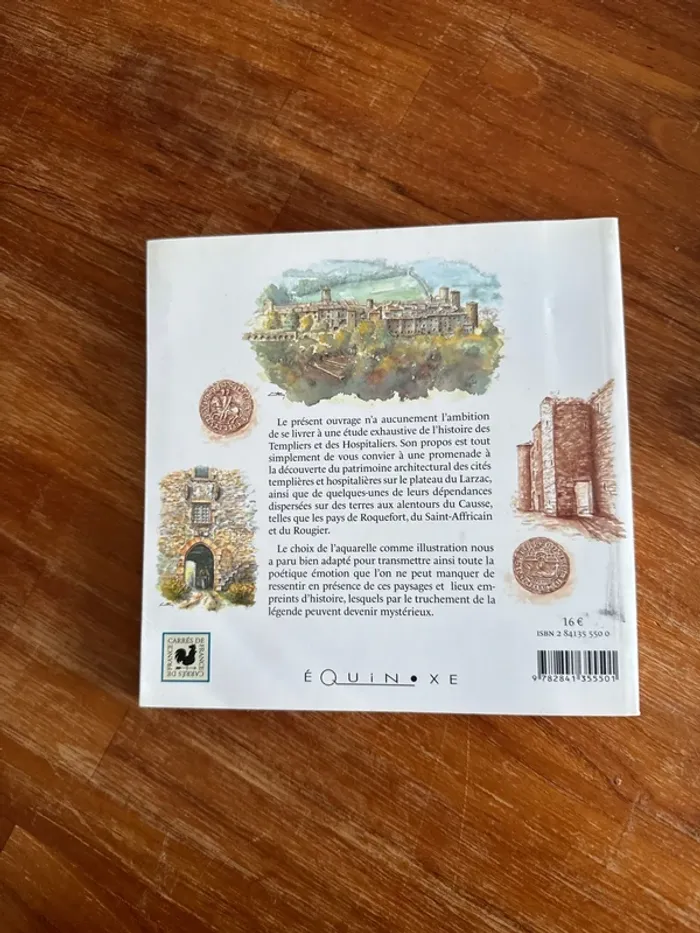 Le présent ouvrage n'a aucunement l'ambition
de se livrer à une étude exhaustive de l'histoire des
Templiers et des Hospitaliers. Son propos est tout
simplement de vous convier à une promenade à
la découverte du patrimoine architectural des cités
templières et hospitalières sur le plateau du Larzac,
ainsi que de quelques-unes de leurs dépendances
dispersées sur des terres aux alentours du Causse,
telles que les pays de Roquefort, du Saint-Affricain
et du Rougier.
Le choix de l'aquarelle comme illustration nous
a paru bien adapté pour transmettre ainsi toute la
poétique émotion que l'on ne peut manquer de
ressentir en présence de ces paysages et lieux em-
preints d'histoire, lesquels par le truchement de la
légende peuvent devenir mystérieux.
16 €
ISBN 2 84135 550 0
9 782841 355501
CARRÉS DE
FRANCE
CARRÉS DE
FRANCE
ÉQUiNOXE